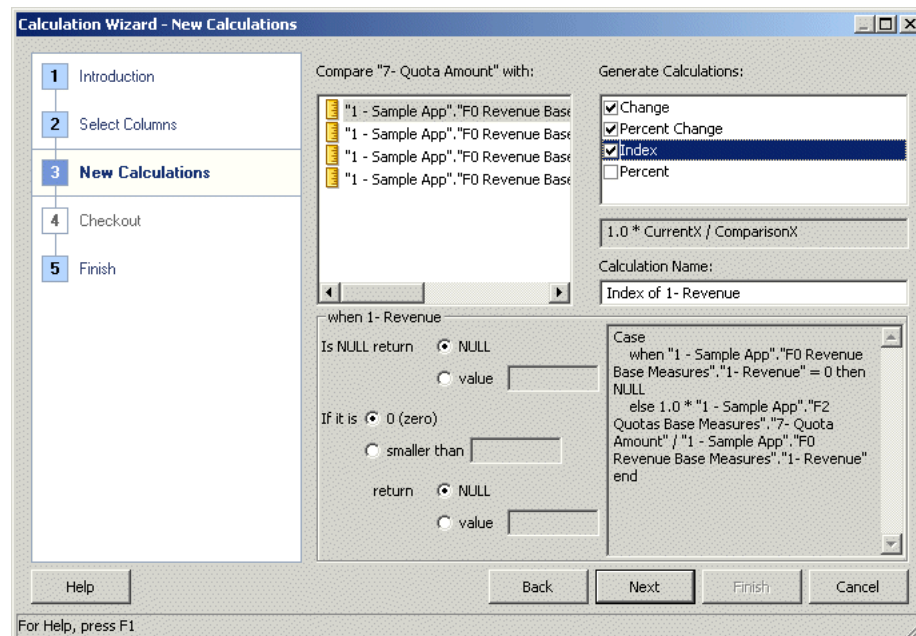 Calculation Wizard - New Calculations
1 Introduction
2 Select Columns
3 New Calculations
4 Checkout
5 Finish
Compare "7- Quota Amount" with:
"1 - Sample App"."F0 Revenue Base
"1 - Sample App"."F0 Revenue Base
"1 - Sample App"."F0 Revenue Base
"1 - Sample App"."F0 Revenue Base
Generate Calculations:
Change
Percent Change
Index
Percent
1.0 * CurrentX / ComparisonX
Calculation Name:
Index of 1- Revenue
when 1- Revenue
Is NULL return NULL
value
If it is 0 (zero)
smaller than
return NULL
value
Case
when "1 - Sample App"."F0 Revenue
Base Measures"."1- Revenue" = 0 then
NULL
else 1.0 * "1 - Sample App"."F2
Quotas Base Measures"."7- Quota
Amount" / "1 - Sample App"."F0
Revenue Base Measures"."1- Revenue"
end
Help
Back
Next
Finish
Cancel
For Help, press F1